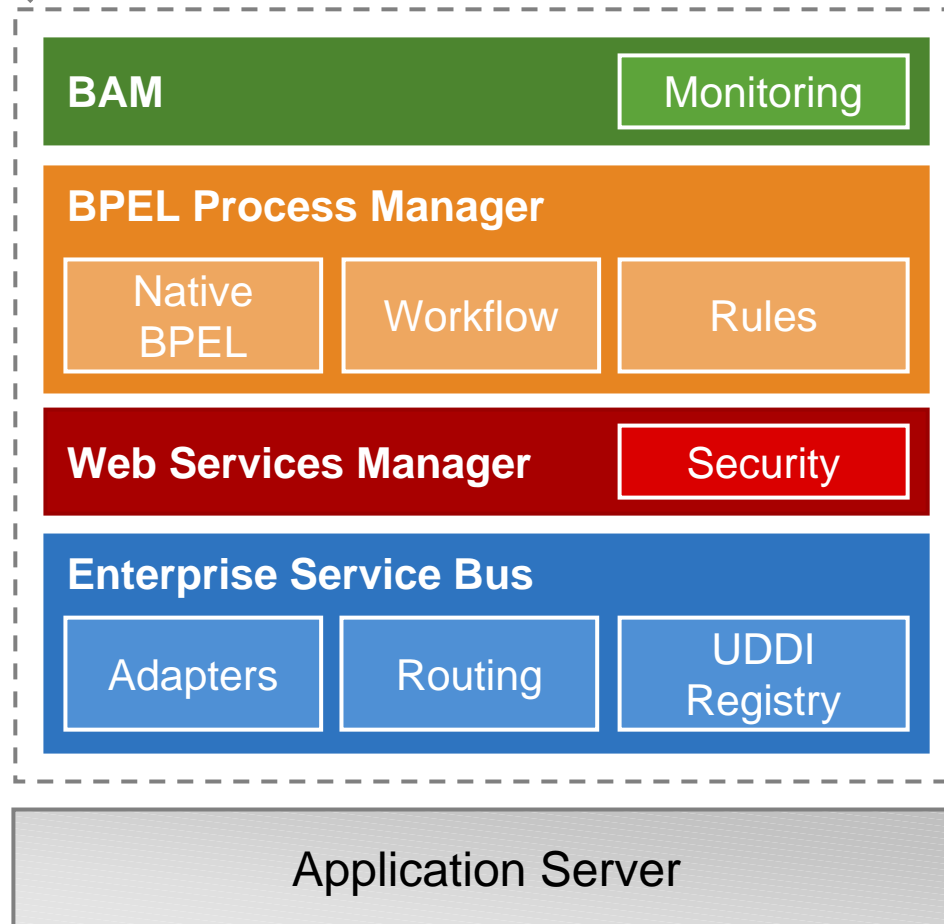 BAM
Monitoring
BPEL Process Manager
Native
BPEL
Workflow
Rules
Web Services Manager
Security
Enterprise Service Bus
Adapters
Routing
UDDI
Registry
Application Server